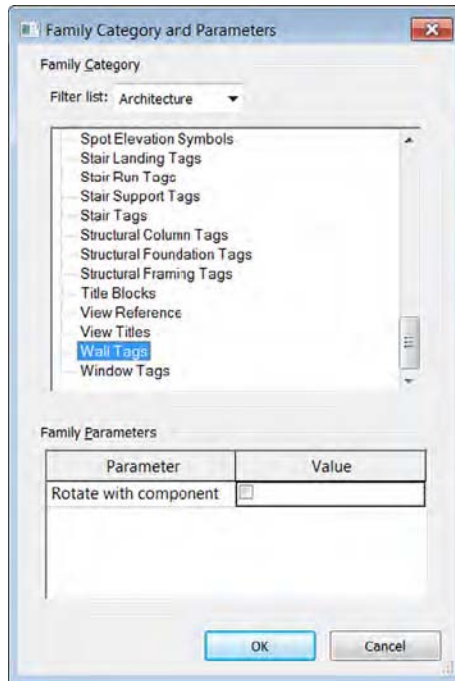 Family Category and Parameters
Family Category
Filter list: Architecture
Spot Elevation Symbols
Stair Landing Tags
Stair Run Tags
Stair Support Tags
Stair Tags
Structural Column Tags
Structural Foundation Tags
Structural Framing Tags
Title Blocks
View Reference
View Titles
Wall Tags
Window Tags
Family Parameters
Parameter Value
Rotate with component
OK Cancel